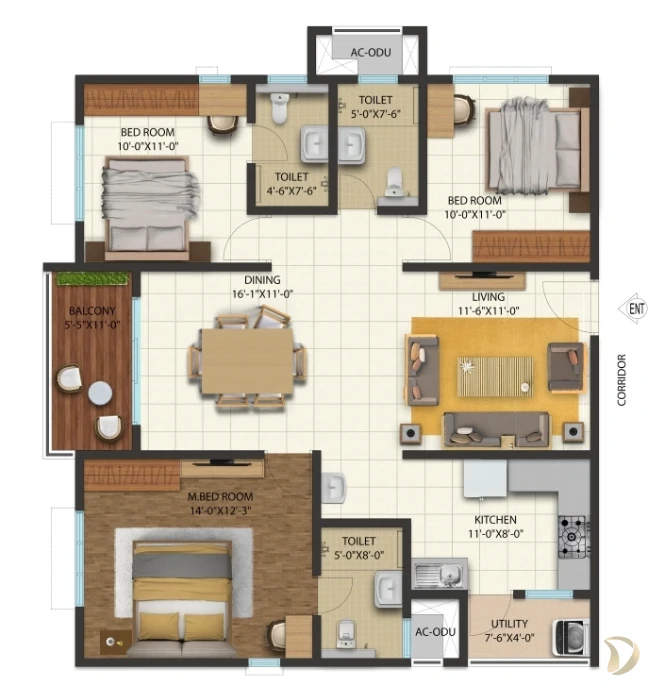 AC-ODU
TOILET
5'-0"X7'-6"
BED ROOM
10'-0"X11'-0"
TOILET
4'-6"X7'-6"
BED ROOM
10'-0"X11'-0"
DINING
16'-1"X11'-0"
LIVING
11'-6"X11'-0"
BALCONY
5'-5"X11'-0"
ENT
CORRIDOR
M.BED ROOM
14'-0"X12'-3"
KITCHEN
11'-0"X8'-0"
TOILET
5'-0"X8'-0"
AC-ODU
UTILITY
7'-6"X4'-0"